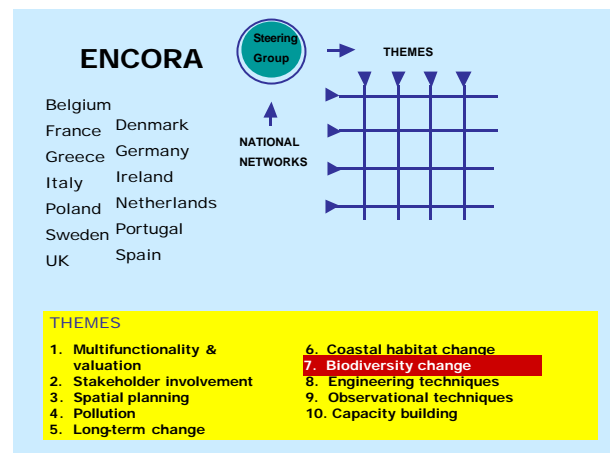 ENCORA
Steering
Group
THEMES
NATIONAL
NETWORKS
Belgium
France
Greece
Italy
Poland
Sweden
UK
Denmark
Germany
Ireland
Netherlands
Portugal
Spain
THEMES
1. Multifunctionality &
valuation
2. Stakeholder involvement
3. Spatial planning
4. Pollution
5. Long-term change
6. Coastal habitat change
7. Biodiversity change
8. Engineering techniques
9. Observational techniques
10. Capacity building